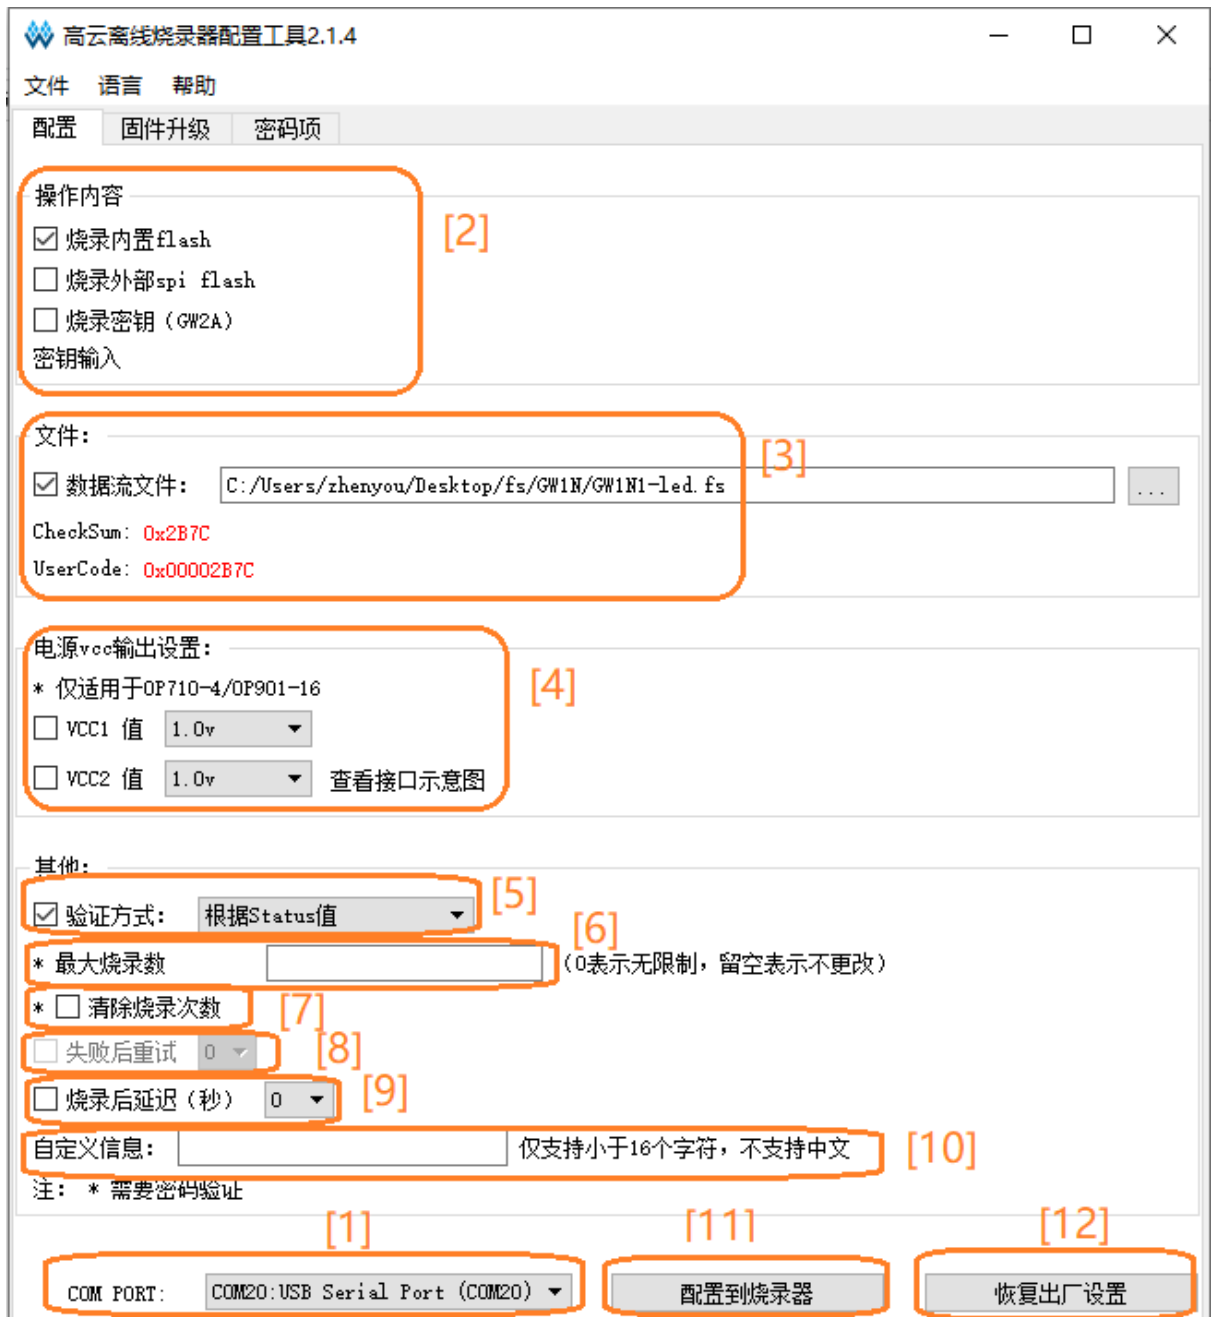 高云离线烧录器配置工具2.1.4
文件 语言 帮助
配置 固件升级 密码项
操作内容
[2]
烧录内置flash
烧录外部spi flash
烧录密钥（GW2A）
密钥输入
文件：
[3]
数据流文件： C:/Users/zhenyou/Desktop/fs/GW1N/GW1N1-led.fs ...
CheckSum: 0x2B7C
UserCode: 0x00002B7C
电源vcc输出设置：
* 仅适用于OP710-4/OP901-16
[4]
VCC1 值 1.0v
VCC2 值 1.0v 查看接口示意图
其他：
[5]
验证方式： 根据Status值
[6]
* 最大烧录数 （0表示无限制，留空表示不更改）
* 清除烧录次数 [7]
失败后重试 0 [8]
烧录后延迟（秒） 0 [9]
自定义信息： 仅支持小于16个字符，不支持中文 [10]
注： * 需要密码验证
[1] [11] [12]
COM PORT: COM20:USB Serial Port (COM20) 配置到烧录器 恢复出厂设置